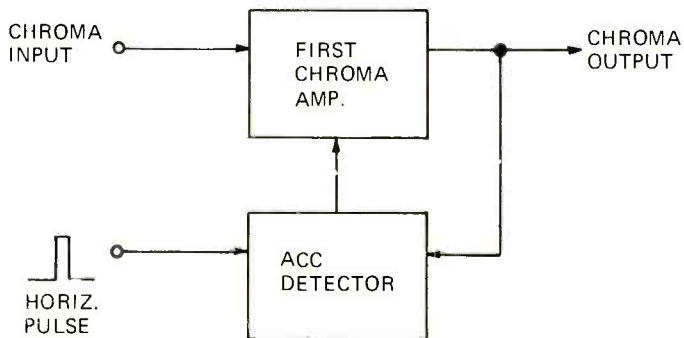 CHROMA
INPUT
FIRST
CHROMA
AMP.
CHROMA
OUTPUT
ACC
DETECTOR
HORIZ.
PULSE